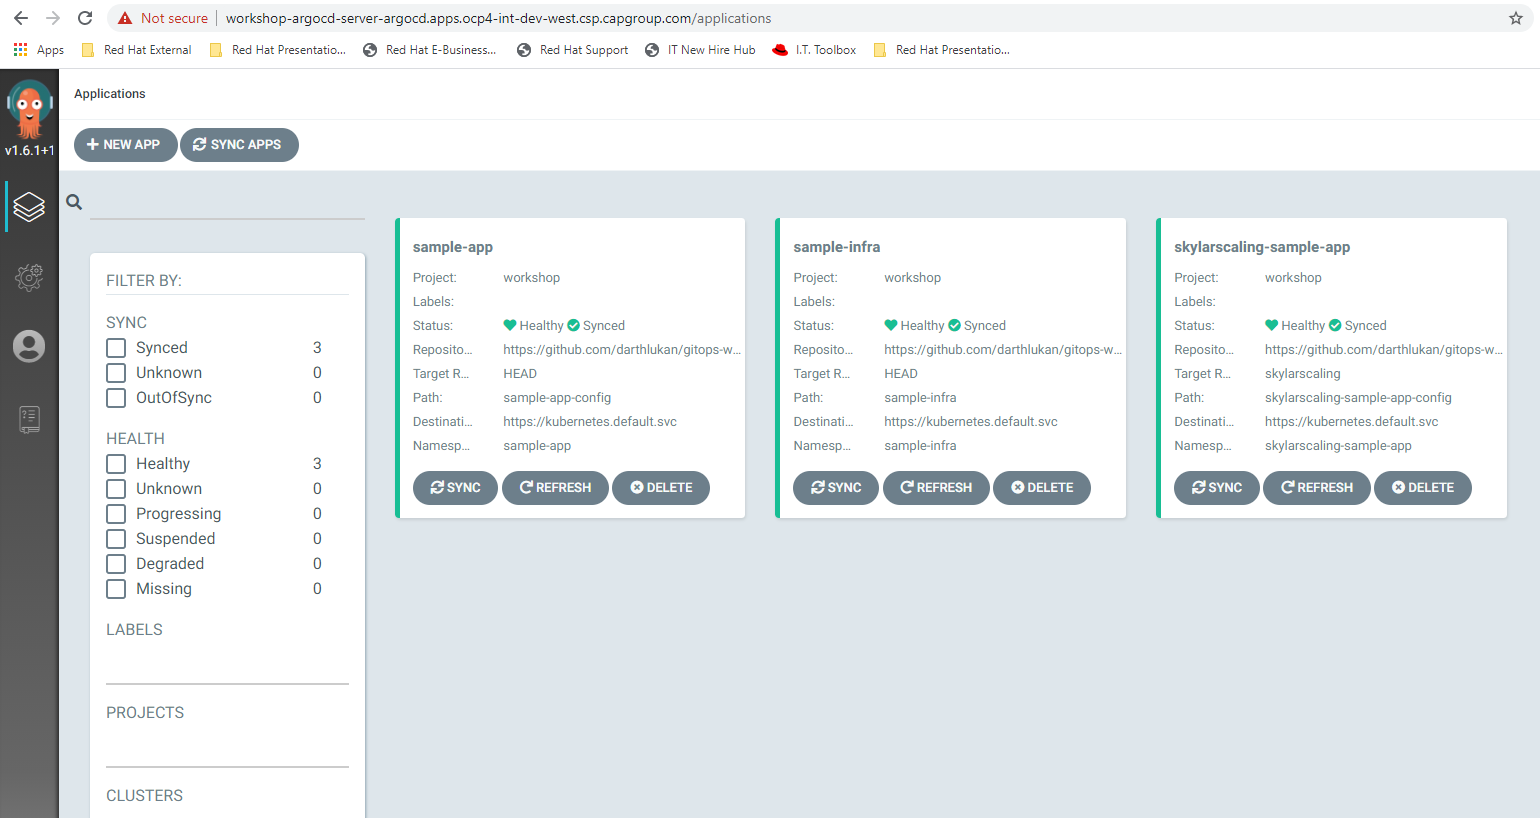 Not secure | workshop-argocd-server-argocd.apps.ocp4-int-dev-west.csp.capgroup.com/applications
Apps Red Hat External Red Hat Presentatio... Red Hat E-Business... Red Hat Support IT New Hire Hub I.T. Toolbox Red Hat Presentatio...
v1.6.1+1
Applications
NEW APP SYNC APPS
FILTER BY:
SYNC
Synced 3
Unknown 0
OutOfSync 0
HEALTH
Healthy 3
Unknown 0
Progressing 0
Suspended 0
Degraded 0
Missing 0
LABELS
PROJECTS
CLUSTERS
sample-app
Project: workshop
Labels:
Status: Healthy Synced
Reposito... https://github.com/darthlukan/gitops-w...
Target R... HEAD
Path: sample-app-config
Destinati... https://kubernetes.default.svc
Namesp... sample-app
SYNC REFRESH DELETE
sample-infra
Project: workshop
Labels:
Status: Healthy Synced
Reposito... https://github.com/darthlukan/gitops-w...
Target R... HEAD
Path: sample-infra
Destinati... https://kubernetes.default.svc
Namesp... sample-infra
SYNC REFRESH DELETE
skylarscaling-sample-app
Project: workshop
Labels:
Status: Healthy Synced
Reposito... https://github.com/darthlukan/gitops-w...
Target R... skylarscaling
Path: skylarscaling-sample-app-config
Destinati... https://kubernetes.default.svc
Namesp... skylarscaling-sample-app
SYNC REFRESH DELETE